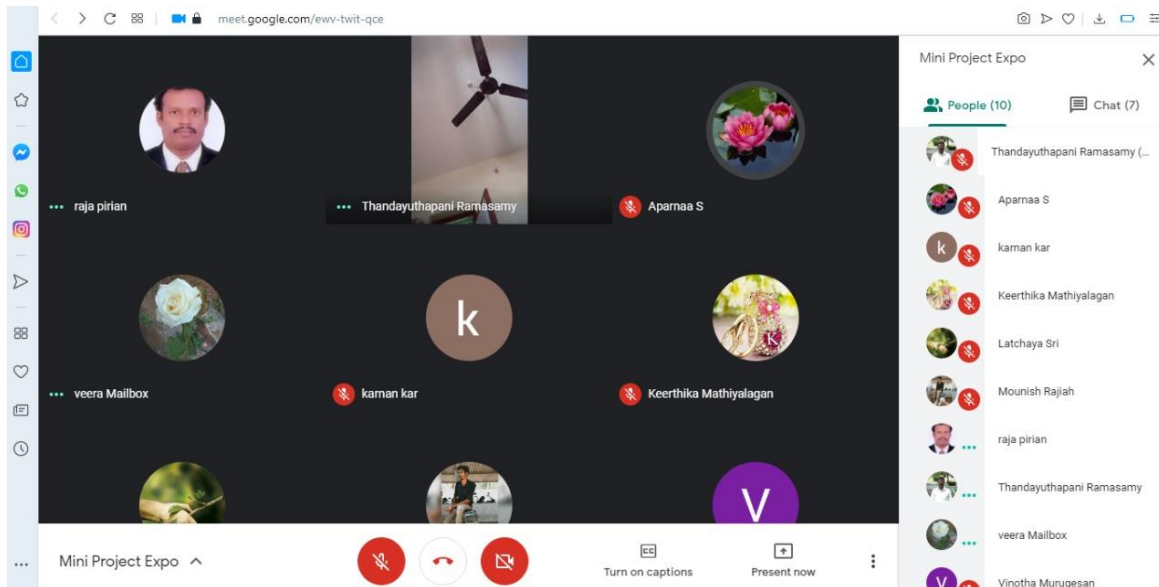 meet.google.com/ewv-twit-qce
raja pirian
Thandayuthapani Ramasamy
Aparnaa S
veera Mailbox
k
karnan kar
K
Keerthika Mathiyalagan
V
Mini Project Expo
CC
Turn on captions
Present now
Mini Project Expo
People (10)
Chat (7)
Thandayuthapani Ramasamy (...
Aparnaa S
k
karnan kar
Keerthika Mathiyalagan
Latchaya Sri
Mounish Rajiah
raja pirian
Thandayuthapani Ramasamy
veera Mailbox
V
Vinotha Murugesan